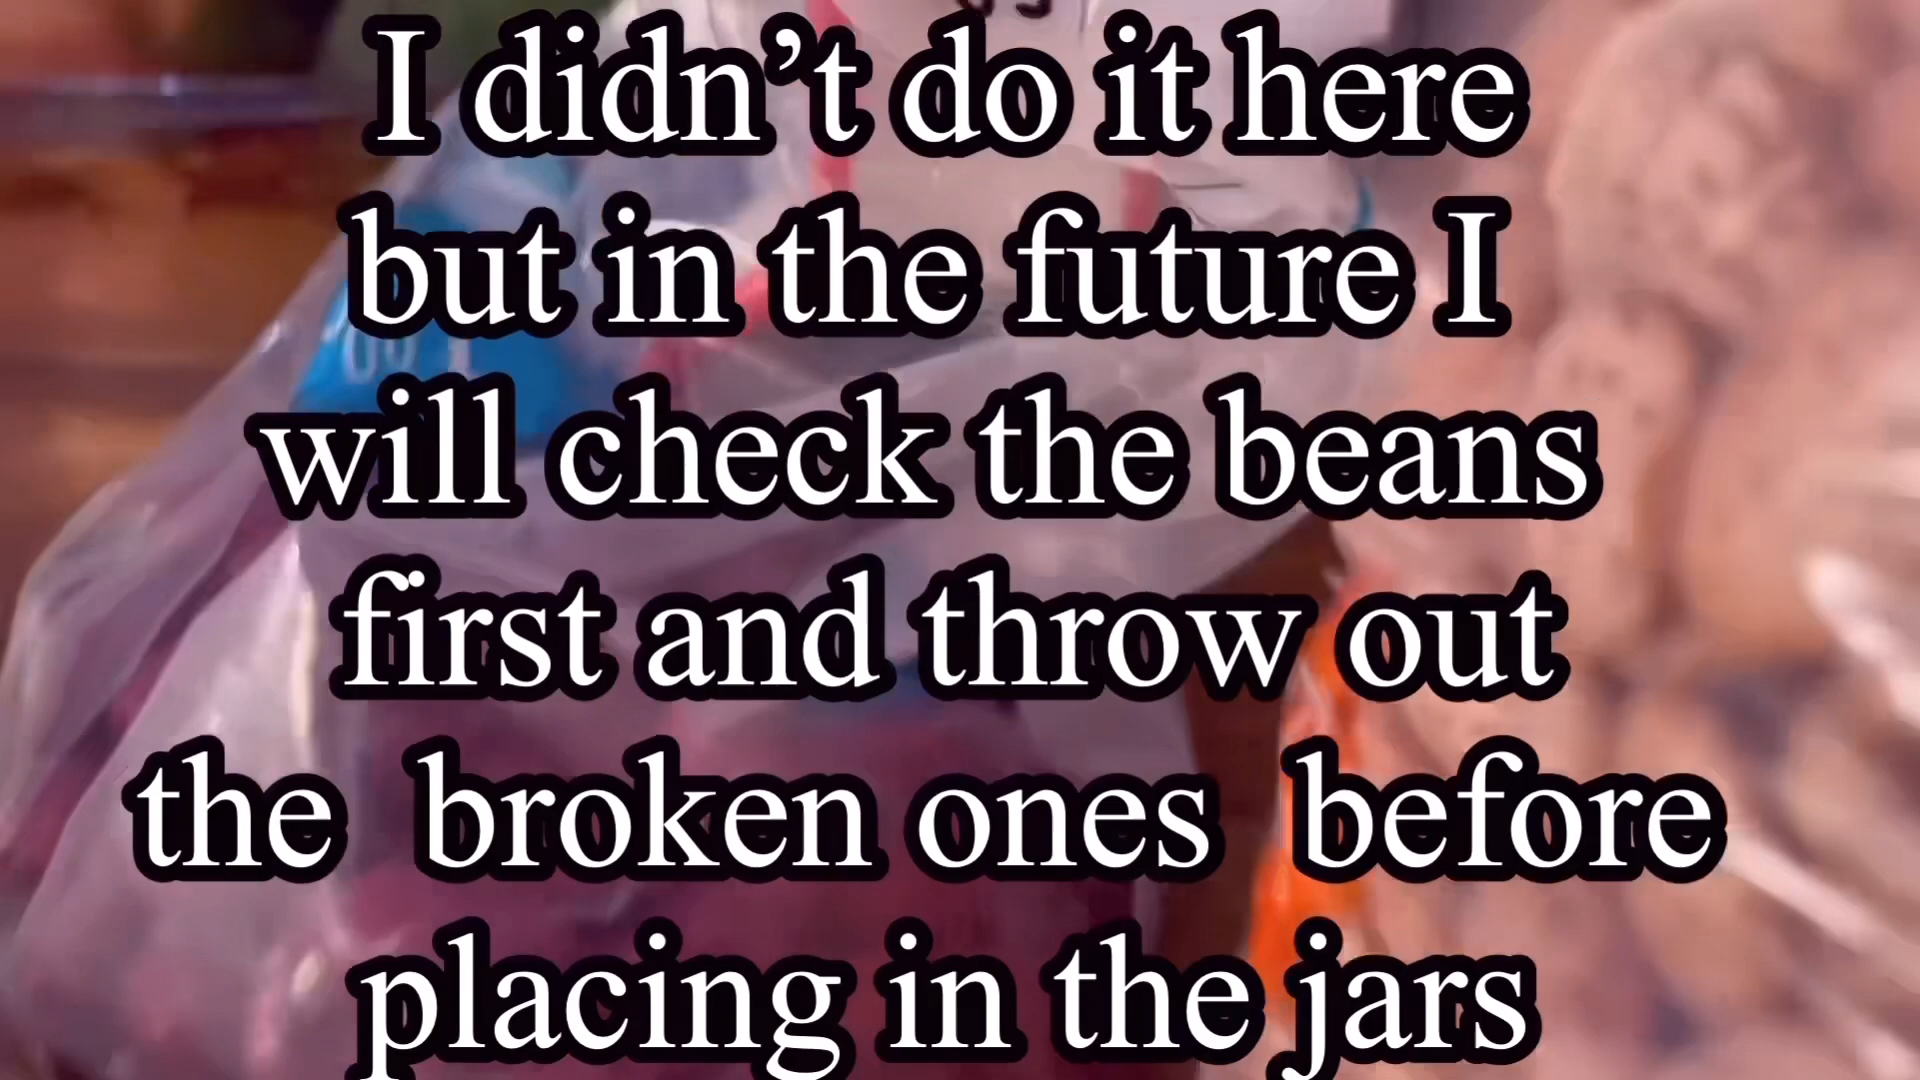 I didn’t do it here
but in the future I
will check the beans
first and throw out
the  broken ones  before
placing in the jars